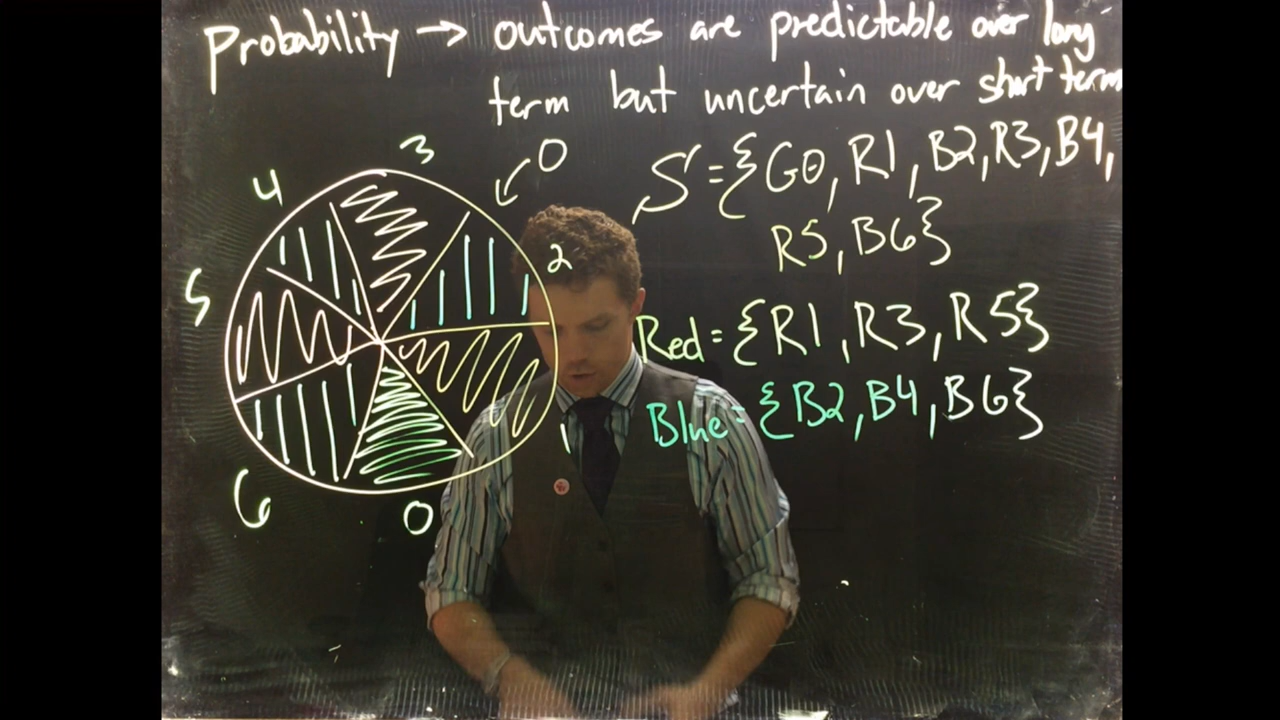 Probability → outcomes are predictable over long
term but uncertain over short term
S = {G0, R1, B2, R3, B4,
R5, B6}
Red = {R1, R3, R5}
Blue = {B2, B4, B6}
3
0
4
2
5
1
6
0